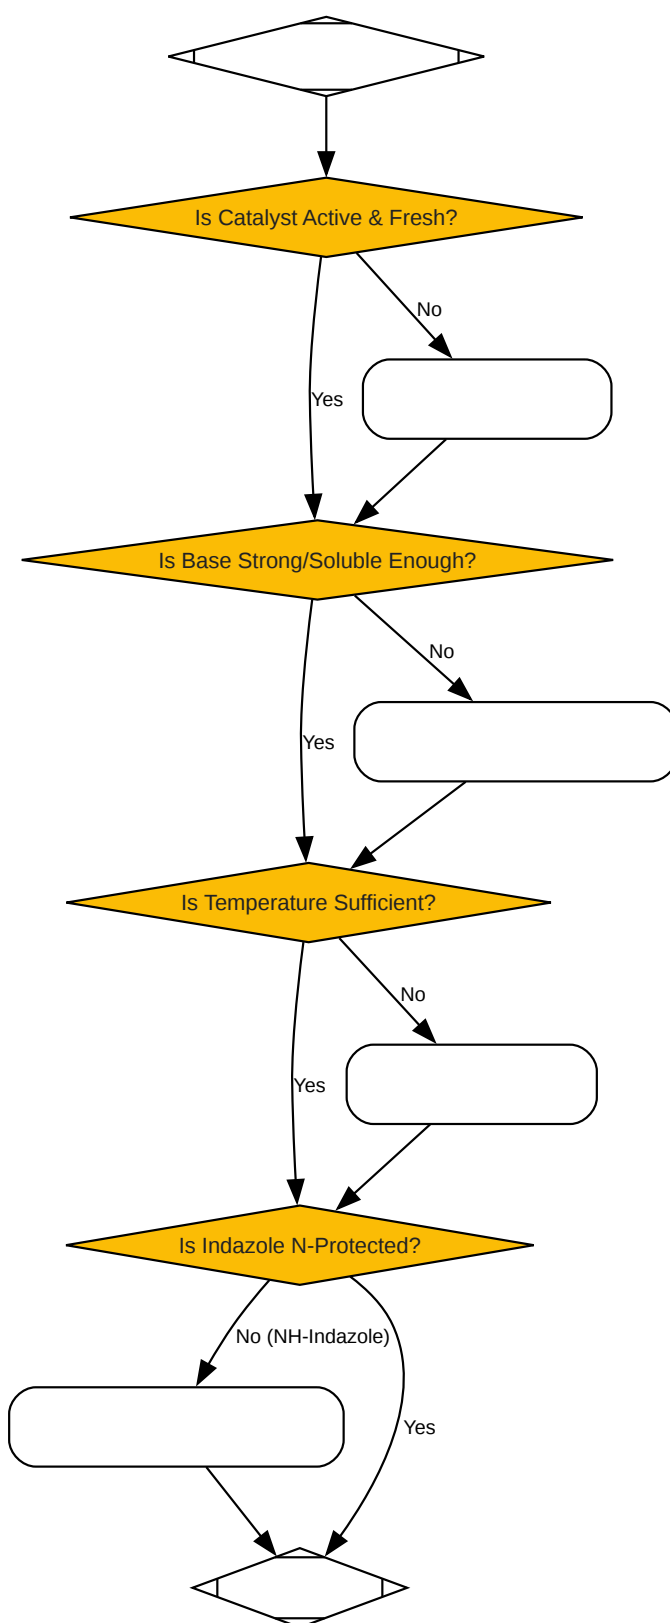 Is Catalyst Active & Fresh?
No
Yes
Is Base Strong/Soluble Enough?
No
Yes
Is Temperature Sufficient?
No
Yes
Is Indazole N-Protected?
No (NH-Indazole)
Yes